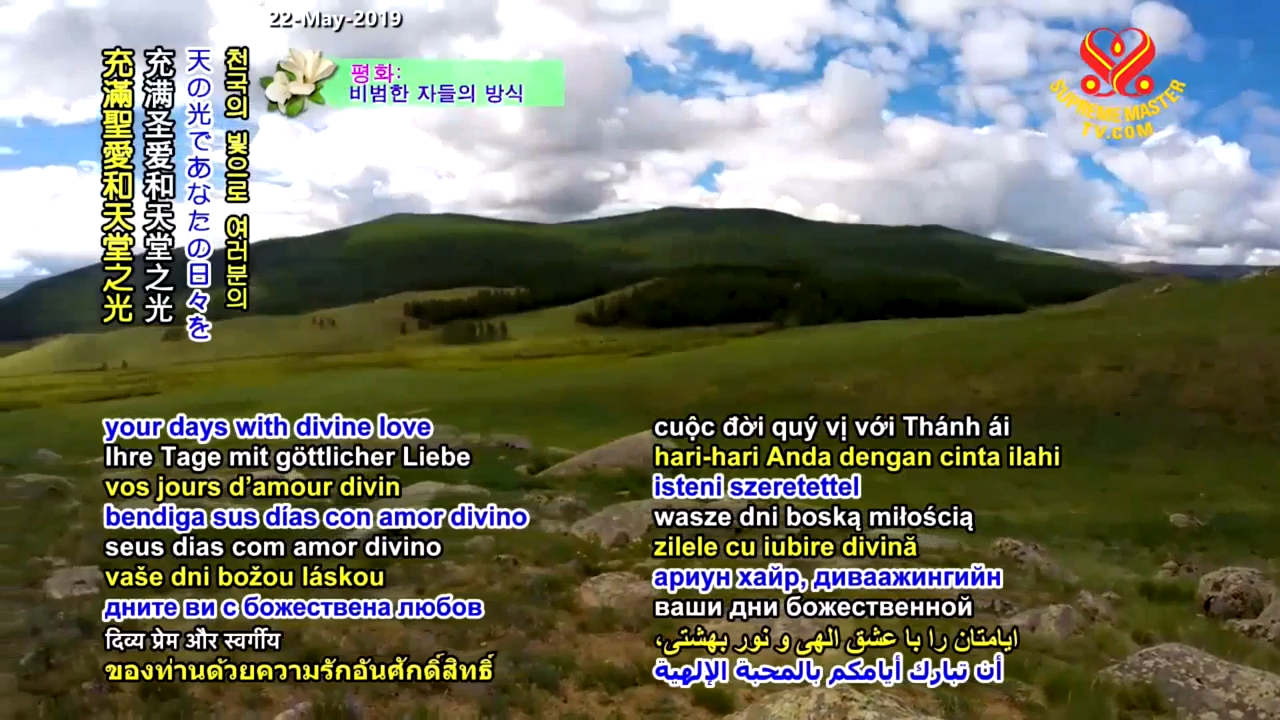 22-May-2019
평화:
비범한 자들의 방식
SUPREME MASTER
TV.COM
천국의 빛으로 여러분의
天の光であなたの日々を
充满圣爱和天堂之光
充滿聖愛和天堂之光
your days with divine love
Ihre Tage mit göttlicher Liebe
vos jours d’amour divin
bendiga sus días con amor divino
seus dias com amor divino
vaše dni božou láskou
дните ви с божествена любов
दिव्य प्रेम और स्वर्गीय
ของท่านด้วยความรักอันศักดิ์สิทธิ์
cuộc đời quý vị với Thánh ái
hari-hari Anda dengan cinta ilahi
isteni szeretettel
wasze dni boską miłością
zilele cu iubire divină
ариун хайр, диваажингийн
ваши дни божественной
ایامتان را با عشق الهی و نور بهشتی،
أن تبارك أيامكم بالمحبة الإلهية